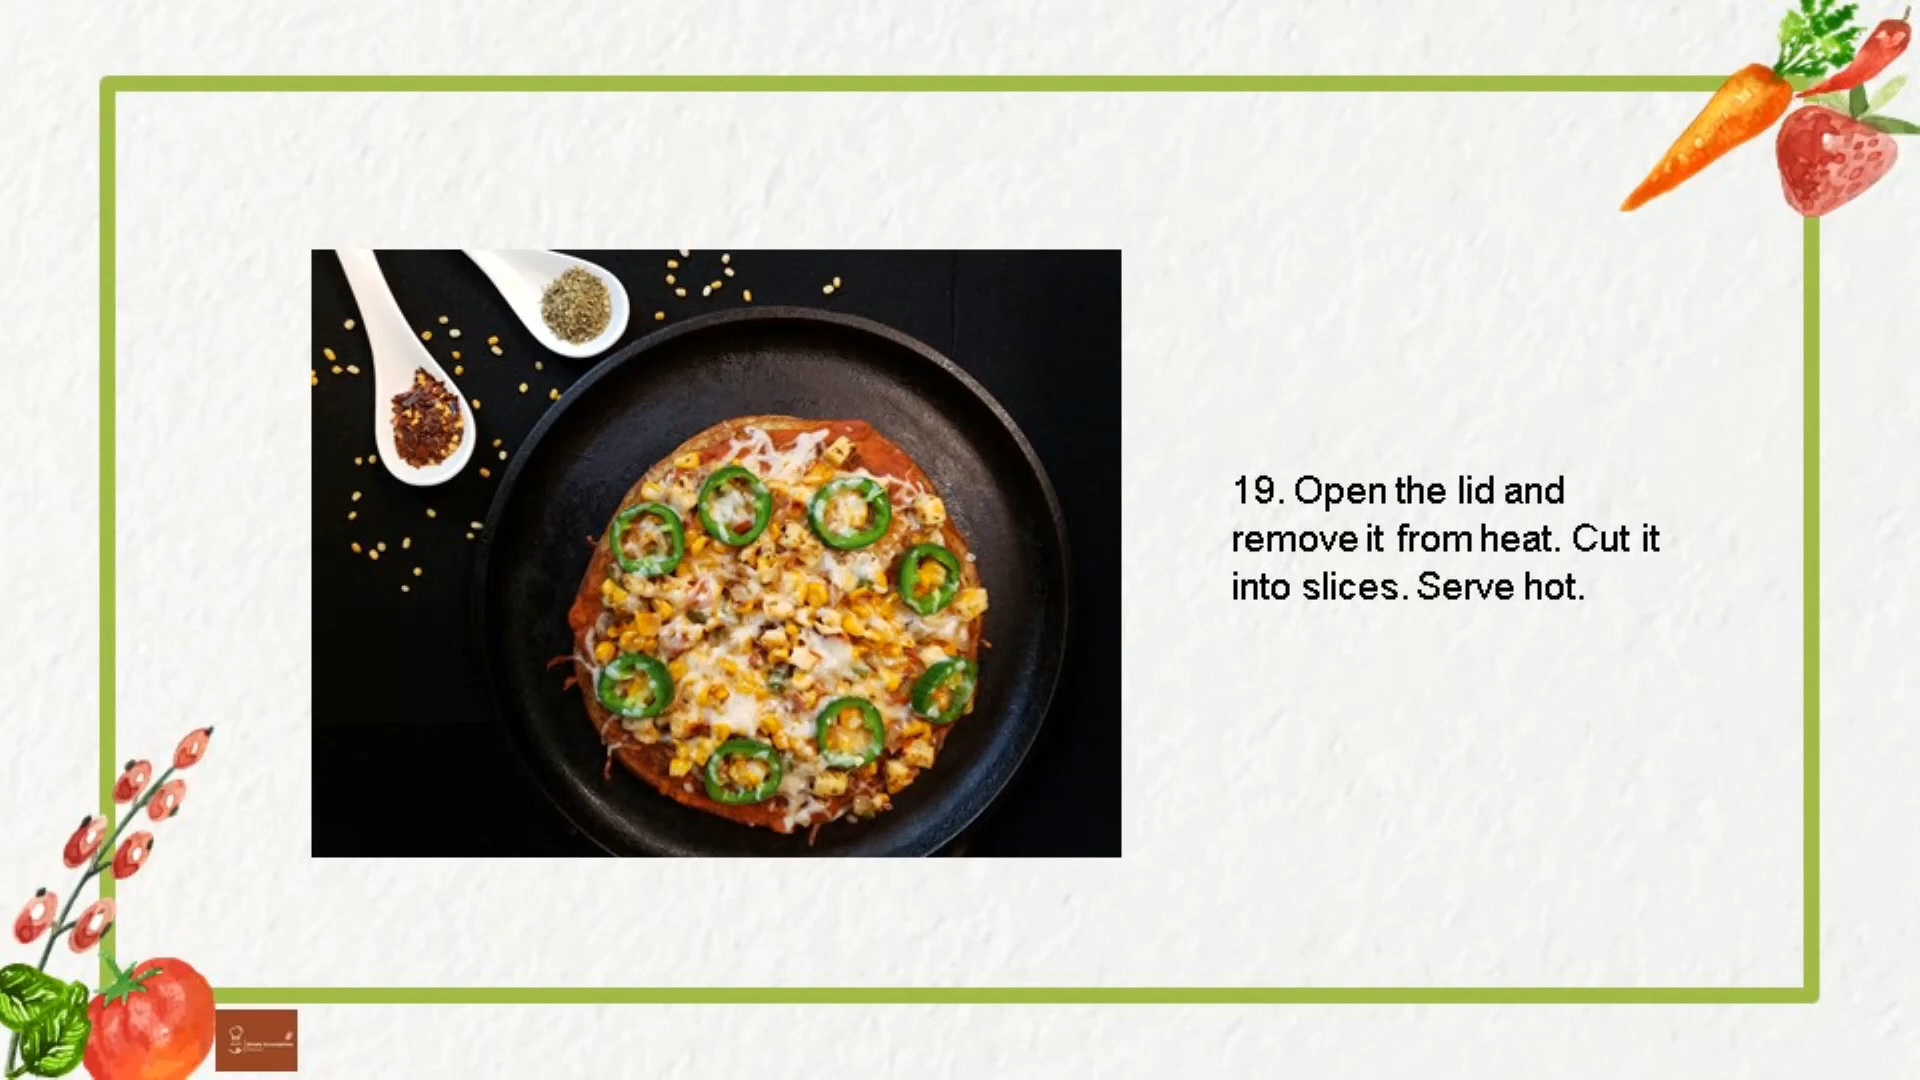 19. Open the lid and
remove it from heat. Cut it
into slices. Serve hot.